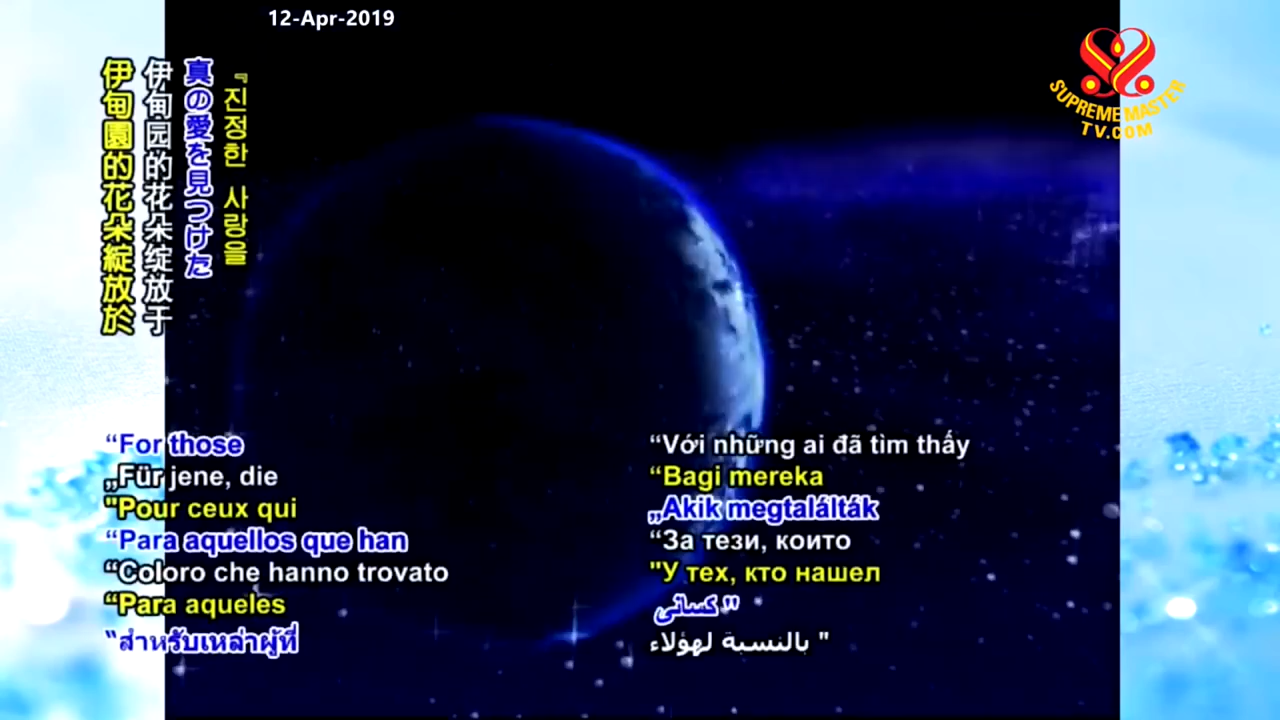 12-Apr-2019
SUPREME MASTER
TV.COM
『진정한 사랑을
真の愛を見つけた
伊甸园的花朵绽放于
伊甸園的花朵綻放於
“For those
„Für jene, die
"Pour ceux qui
“Para aquellos que han
“Coloro che hanno trovato
“Para aqueles
“สำหรับเหล่าผู้ที่
“Với những ai đã tìm thấy
“Bagi mereka
„Akik megtalálták
“За тези, които
"У тех, кто нашел
" کسانی
" بالنسبة لهؤلاء